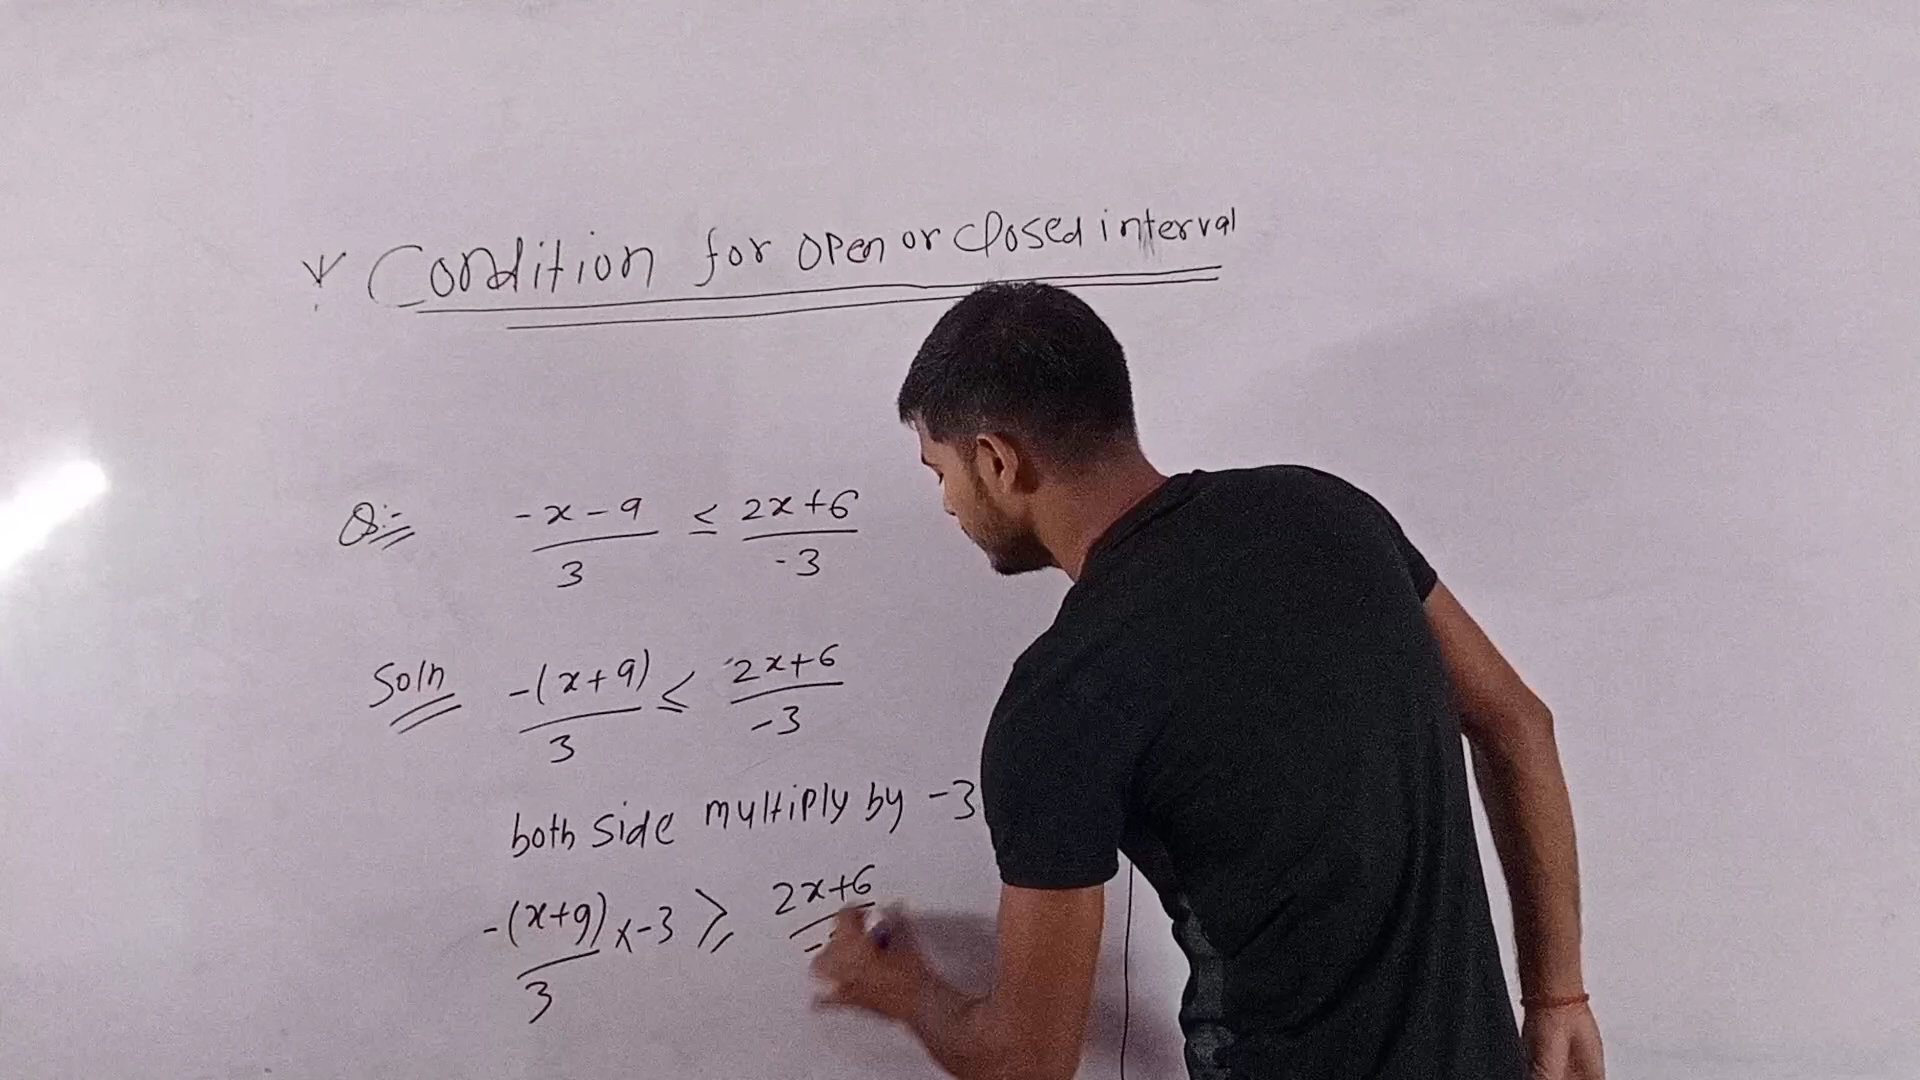 Condition for open or closed interval
Q:- -x-9/3 ≤ 2x+6/-3
Soln -(x+9)/3 ≤ 2x+6/-3
both side multiply by -3
-(x+9)/3 x-3 ≥ 2x+6/-